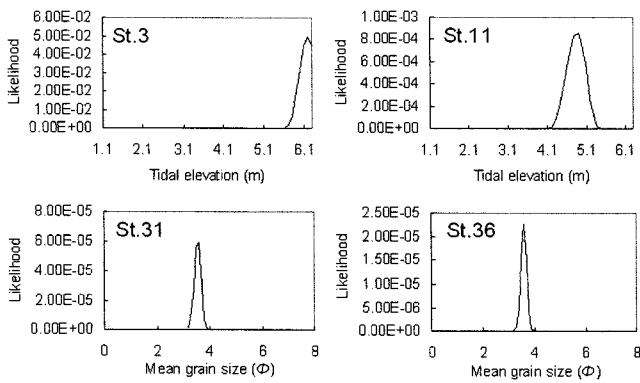 St.3
Likelihood
6.00E-02
5.00E-02
4.00E-02
3.00E-02
2.00E-02
1.00E-02
0.00E+00
1.1 2.1 3.1 4.1 5.1 6.1
Tidal elevation (m)
St.11
Likelihood
1.00E-03
8.00E-04
6.00E-04
4.00E-04
2.00E-04
0.00E+00
1.1 2.1 3.1 4.1 5.1 6.1
Tidal elevation (m)
St.31
Likelihood
8.00E-05
6.00E-05
4.00E-05
2.00E-05
0.00E+00
0 2 4 6 8
Mean grain size (Φ)
St.36
Likelihood
2.50E-05
2.00E-05
1.50E-05
1.00E-05
5.00E-06
0.00E+00
0 2 4 6 8
Mean grain size (Φ)